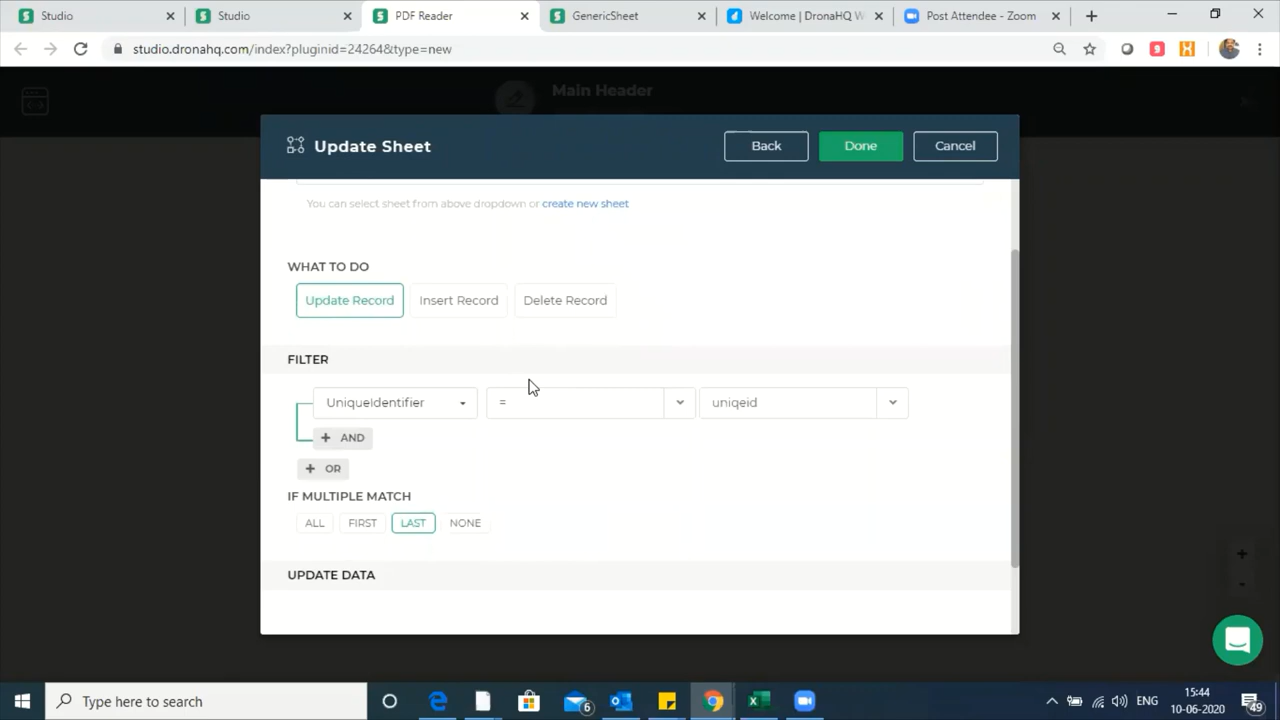 Studio
Studio
PDF Reader
GenericSheet
Welcome | DronaHQ W
Post Attendee - Zoom
studio.dronahq.com/index?pluginid=24264&type=new
9
Main Header
Update Sheet
Back
Done
Cancel
You can select sheet from above dropdown or create new sheet
WHAT TO DO
Update Record
Insert Record
Delete Record
FILTER
UniqueIdentifier
=
uniqeid
+ AND
+ OR
IF MULTIPLE MATCH
ALL
FIRST
LAST
NONE
UPDATE DATA
Type here to search
6
ENG
15:44
10-06-2020
49